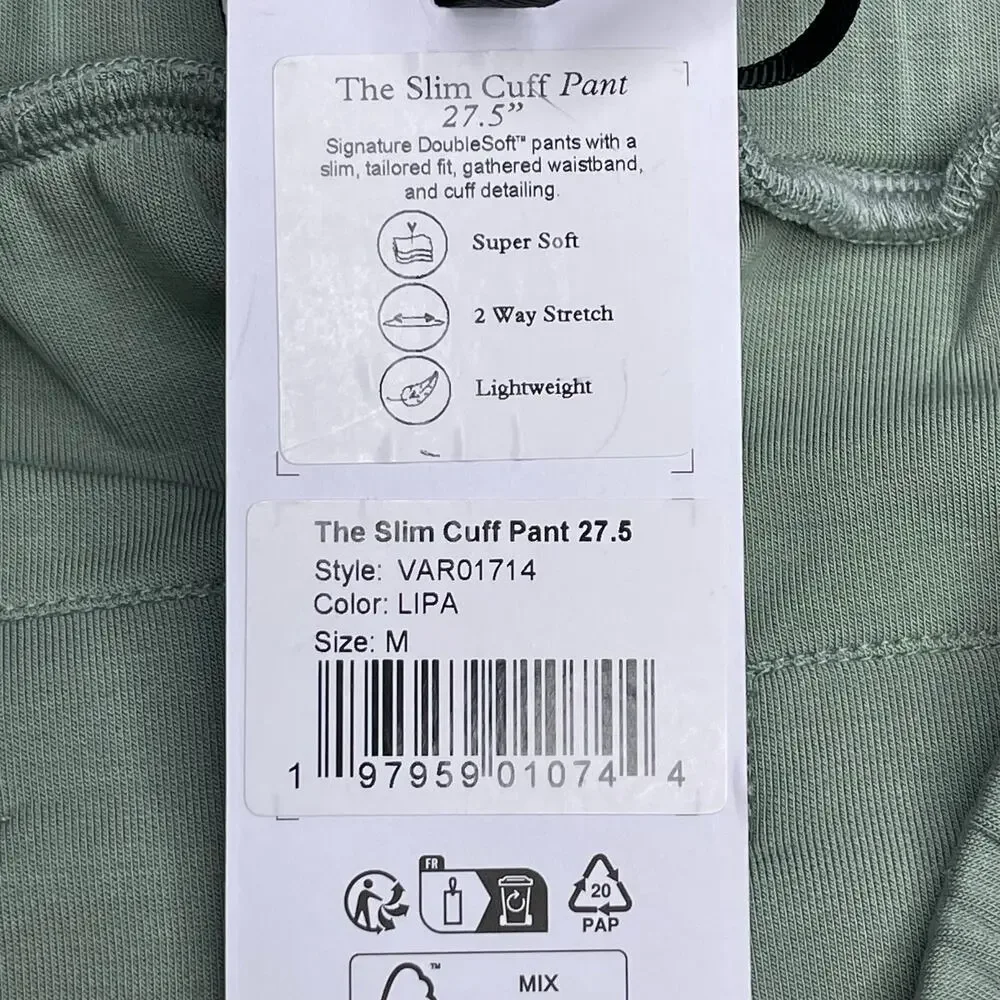 The Slim Cuff Pant
27.5”
Signature DoubleSoft™ pants with a
slim, tailored fit, gathered waistband,
and cuff detailing.
Super Soft
2 Way Stretch
Lightweight
The Slim Cuff Pant 27.5
Style: VAR01714
Color: LIPA
Size: M
1 97959 01074 4
FR
20
PAP
™
MIX